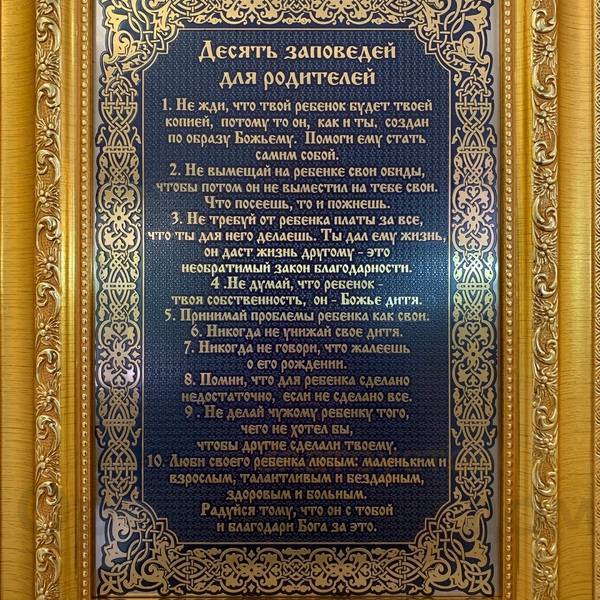 Десять заповедей
для родителей
1. Не жди, что твой ребенок будет твоей
копией, потому то он, как и ты, создан
по образу Божьему. Помоги ему стать
самим собой.
2. Не вымещай на ребенке свои обиды,
чтобы потом он не выместил на тебе свои.
Что посеешь, то и пожнешь.
3. Не требуй от ребенка платы за все,
что ты для него делаешь. Ты дал ему жизнь,
он даст жизнь другому - это
необратимый закон благодарности.
4 .Не думай, что ребенок -
твоя собственность, он - Божье дитя.
5. Принимай проблемы ребенка как свои.
6. Никогда не унижай свое дитя.
7. Никогда не говори, что жалеешь
о его рождении.
8. Помни, что для ребенка сделано
недостаточно, если не сделано все.
9 . Не делай чужому ребенку того,
чего не хотел бы,
чтобы другие сделали твоему.
10. Люби своего ребенка любым: маленьким и
взрослым, талантливым и бездарным,
здоровым и больным.
Радуйся тому, что он с тобой
и благодари Бога за это.